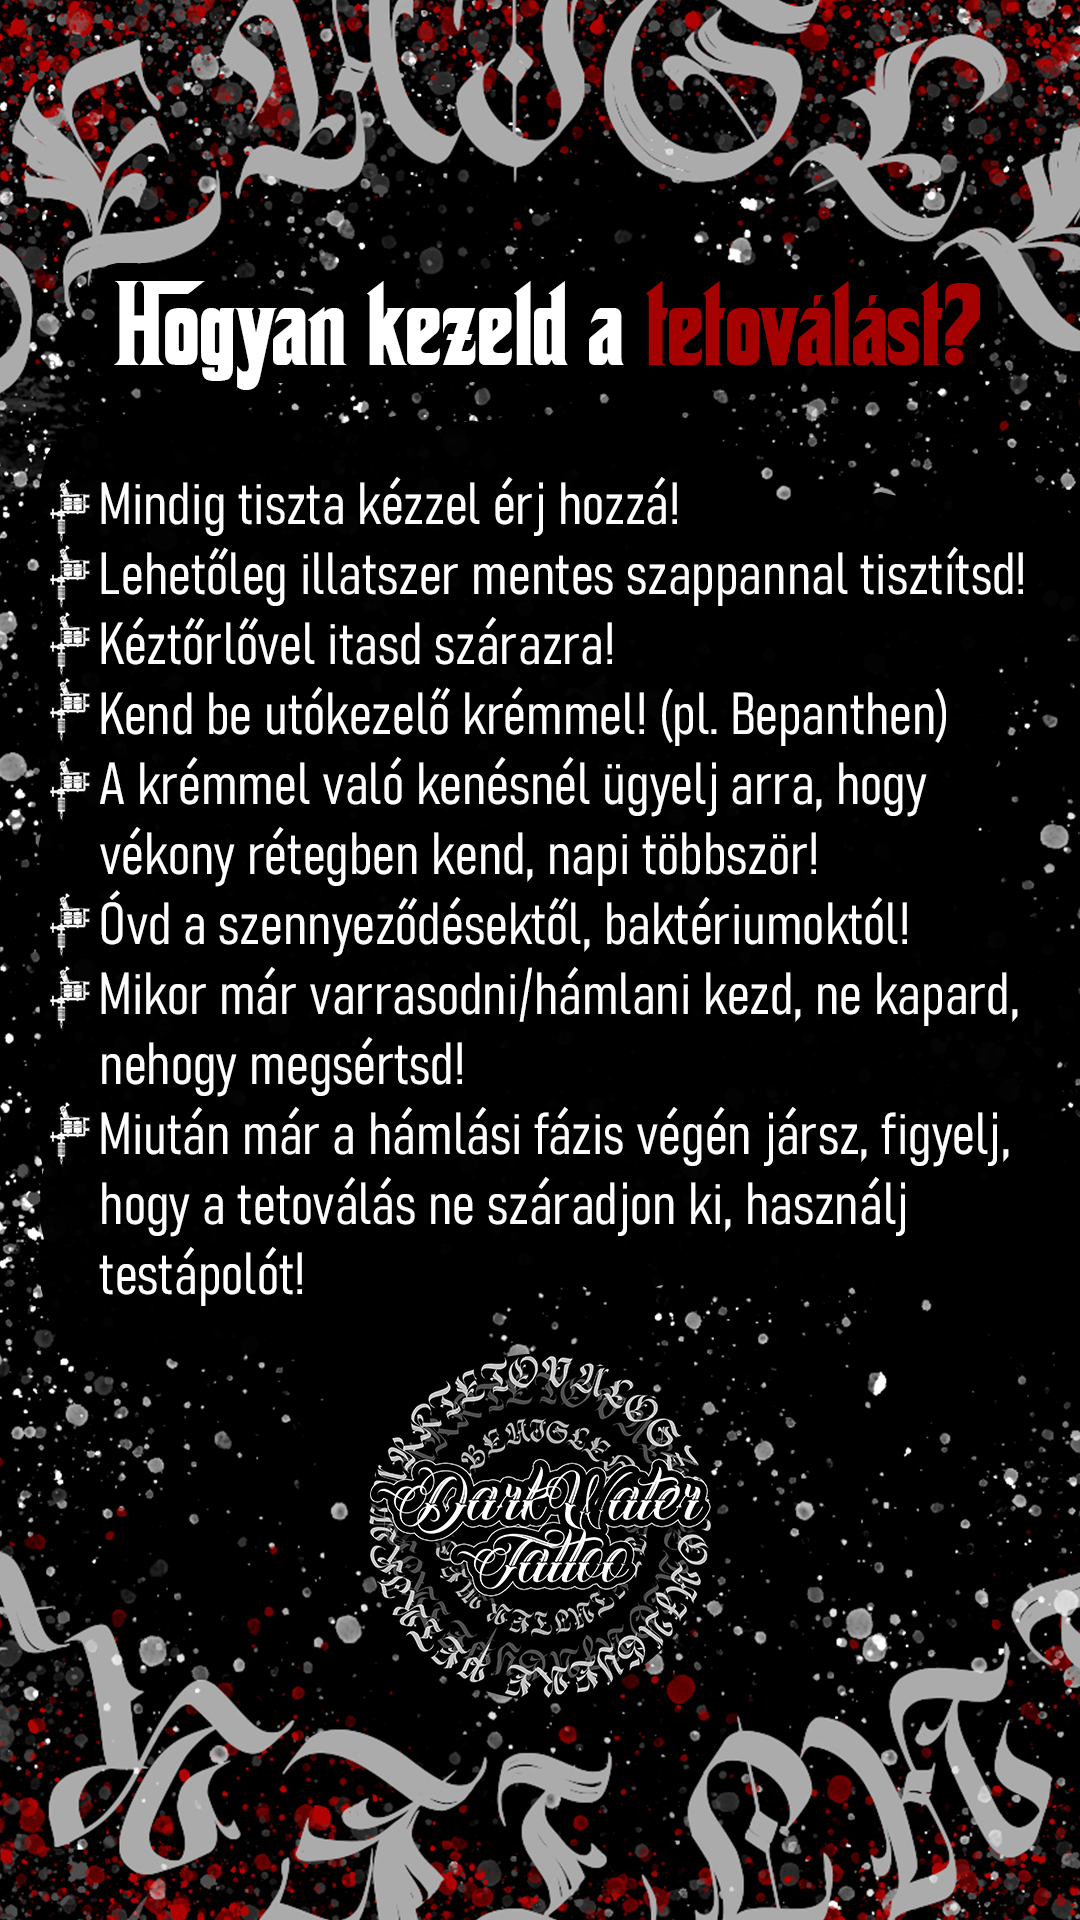 Hogyan kezeld a tetoválást?
Mindig tiszta kézzel érj hozzá!
Lehetőleg illatszer mentes szappannal tisztítsd!
Kéztőrlővel itasd szárazra!
Kend be utókezelő krémmel! (pl. Bepanthen)
A krémmel való kenésnél ügyelj arra, hogy
vékony rétegben kend, napi többször!
Óvd a szennyeződésektől, baktériumoktól!
Mikor már varrasodni/hámlani kezd, ne kapard,
nehogy megsértsd!
Miután már a hámlási fázis végén jársz, figyelj,
hogy a tetoválás ne száradjon ki, használj
testápolót!
DarkWater
Tattoo